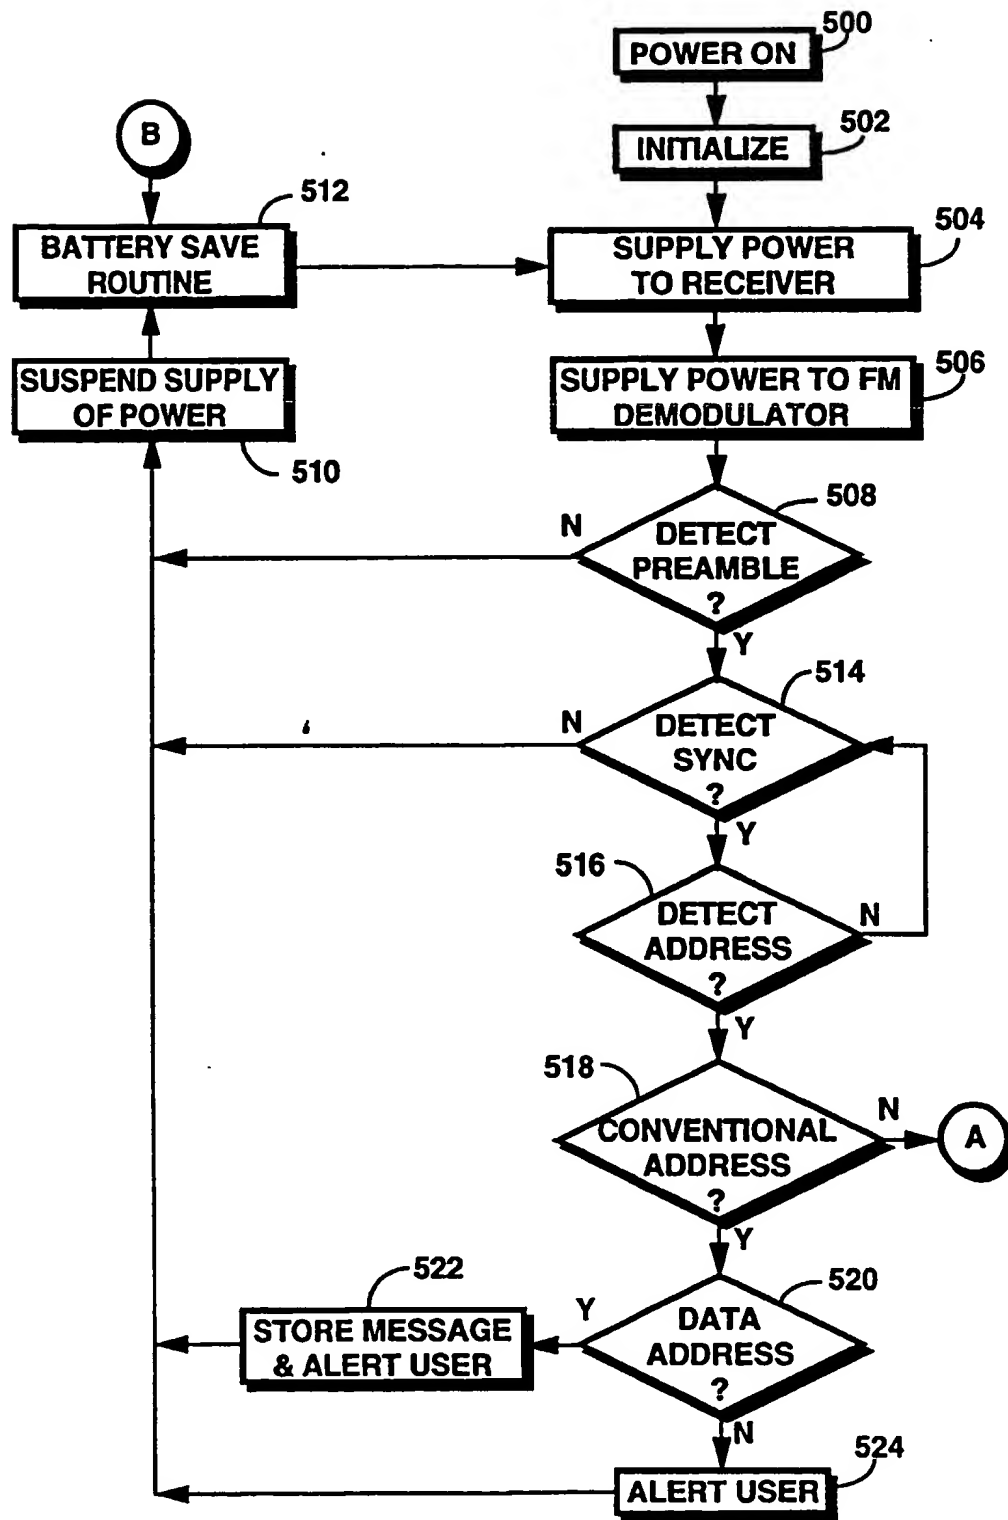 500
POWER ON
502
INITIALIZE
B
512
BATTERY SAVE
ROUTINE
504
SUPPLY POWER
TO RECEIVER
SUSPEND SUPPLY
OF POWER
510
506
SUPPLY POWER TO FM
DEMODULATOR
508
N
DETECT
PREAMBLE
?
Y
514
N
DETECT
SYNC
?
Y
516
DETECT
ADDRESS
?
N
Y
518
CONVENTIONAL
ADDRESS
?
N
A
Y
520
DATA
ADDRESS
?
Y
522
STORE MESSAGE
& ALERT USER
N
524
ALERT USER